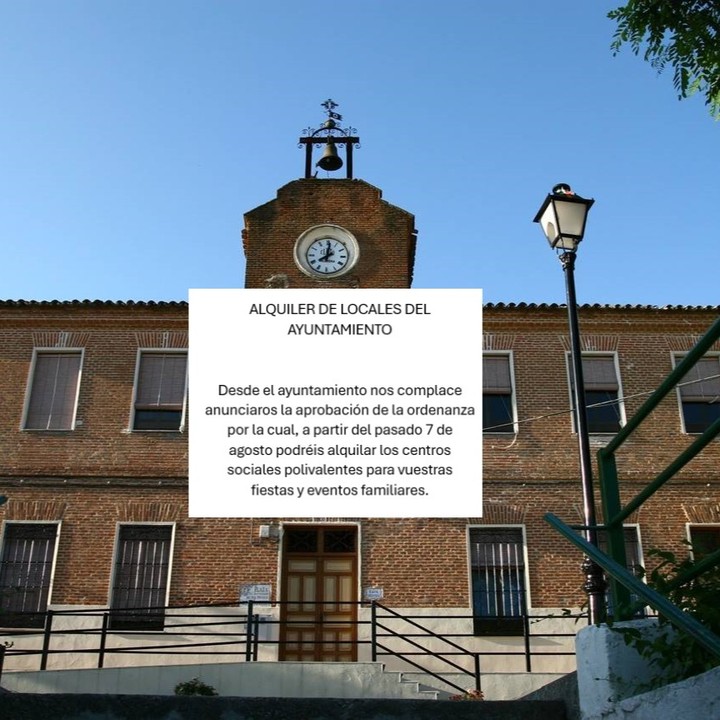 ALQUILER DE LOCALES DEL
AYUNTAMIENTO
Desde el ayuntamiento nos complace
anunciaros la aprobación de la ordenanza
por la cual, a partir del pasado 7 de
agosto podréis alquilar los centros
sociales polivalentes para vuestras
fiestas y eventos familiares.
PLAZA